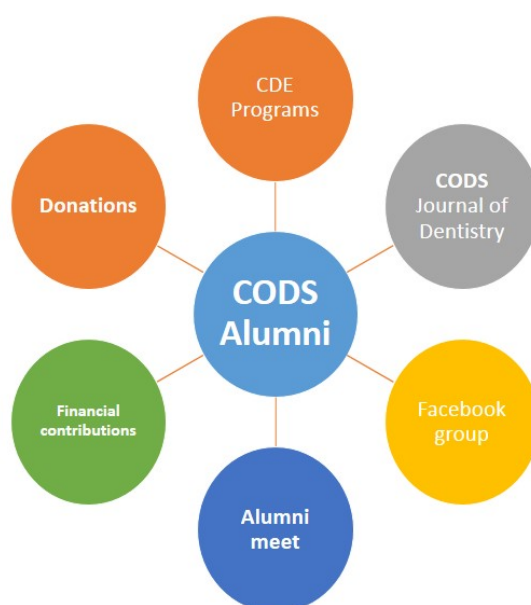 CDE
Programs
CODS
Journal of
Dentistry
Facebook
group
Alumni
meet
Financial
contributions
Donations
CODS
Alumni